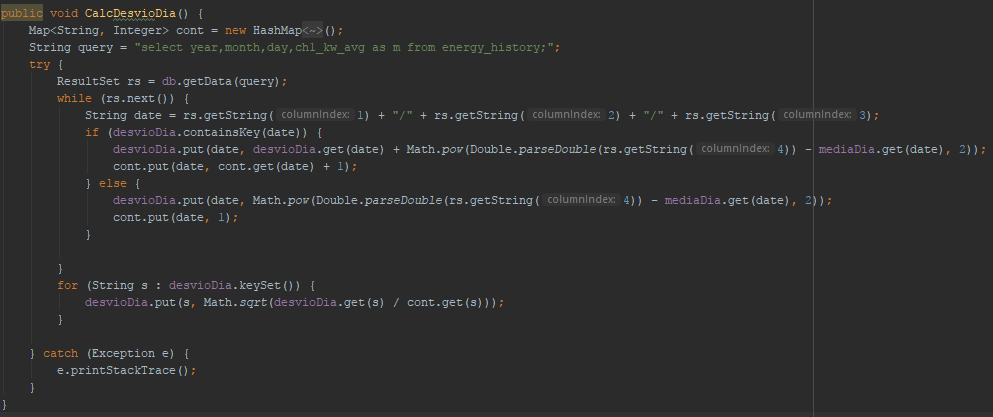 public void CalcDesvioDia() {
    Map<String, Integer> cont = new HashMap<~>();
    String query = "select year,month,day,chl_kw_avg as m from energy_history;";
    try {
        ResultSet rs = db.getData(query);
        while (rs.next()) {
            String date = rs.getString( columnIndex: 1) + "/" + rs.getString( columnIndex: 2) + "/" + rs.getString( columnIndex: 3);
            if (desvioDia.containsKey(date)) {
                desvioDia.put(date, desvioDia.get(date) + Math.pow(Double.parseDouble(rs.getString( columnIndex: 4)) - mediaDia.get(date), 2));
                cont.put(date, cont.get(date) + 1);
            } else {
                desvioDia.put(date, Math.pow(Double.parseDouble(rs.getString( columnIndex: 4)) - mediaDia.get(date), 2));
                cont.put(date, 1);
            }

        }
        for (String s : desvioDia.keySet()) {
            desvioDia.put(s, Math.sqrt(desvioDia.get(s) / cont.get(s)));
        }

    } catch (Exception e) {
        e.printStackTrace();
    }
}